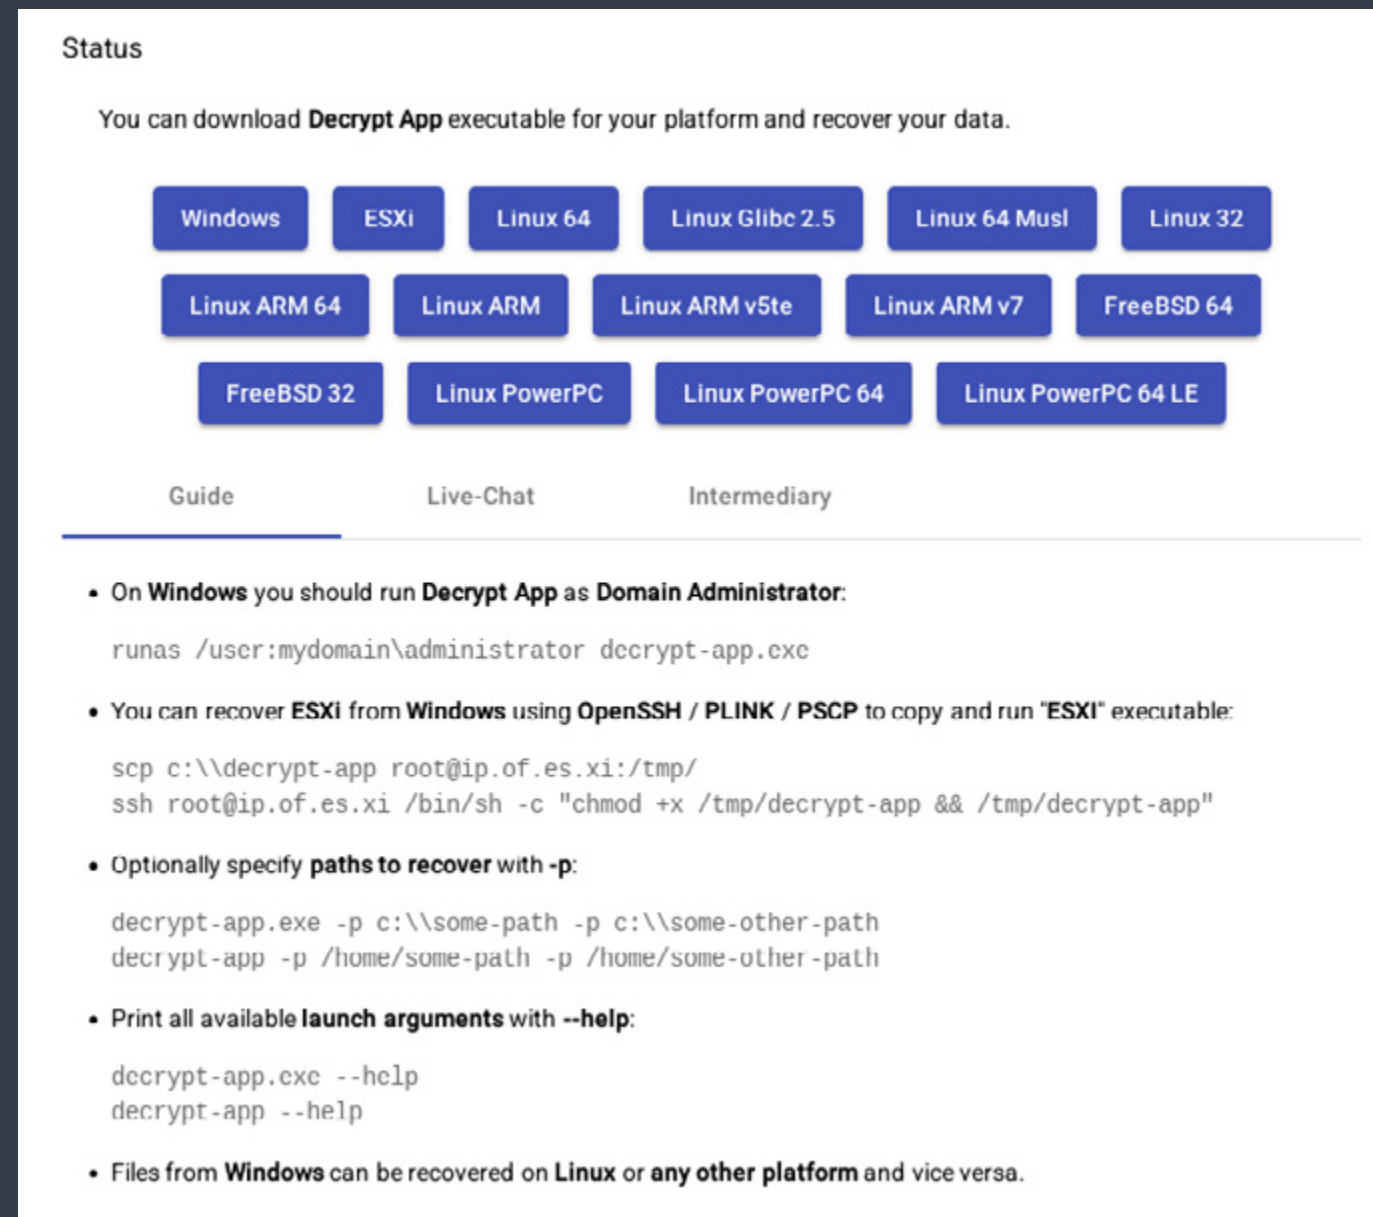 Status
You can download Decrypt App executable for your platform and recover your data.
Windows ESXi Linux 64 Linux Glibc 2.5 Linux 64 Musl Linux 32
Linux ARM 64 Linux ARM Linux ARM v5te Linux ARM v7 FreeBSD 64
FreeBSD 32 Linux PowerPC Linux PowerPC 64 Linux PowerPC 64 LE
Guide Live-Chat Intermediary
• On Windows you should run Decrypt App as Domain Administrator:
runas /user:mydomain\administrator decrypt-app.exe
• You can recover ESXi from Windows using OpenSSH / PLINK / PSCP to copy and run "ESXI" executable:
scp c:\\decrypt-app root@ip.of.es.xi:/tmp/
ssh root@ip.of.es.xi /bin/sh -c "chmod +x /tmp/decrypt-app && /tmp/decrypt-app"
• Optionally specify paths to recover with -p:
decrypt-app.exe -p c:\\some-path -p c:\\some-other-path
decrypt-app -p /home/some-path -p /home/some-other-path
• Print all available launch arguments with --help:
decrypt-app.exe --help
decrypt-app --help
• Files from Windows can be recovered on Linux or any other platform and vice versa.